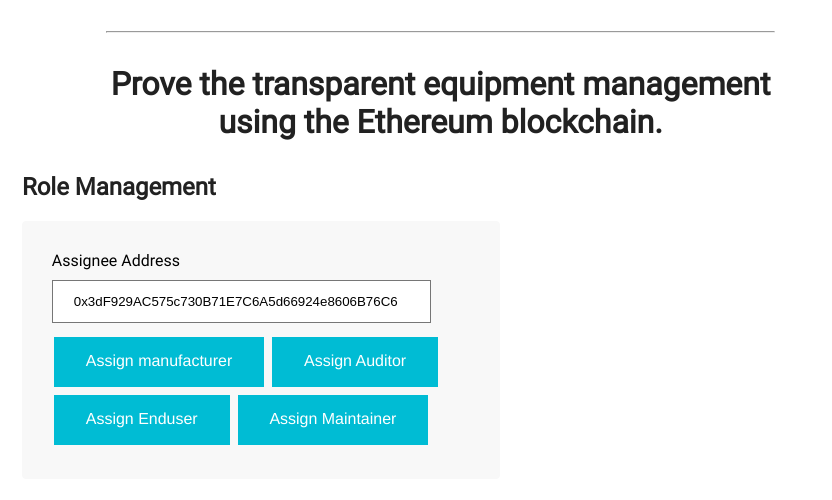 Prove the transparent equipment management
using the Ethereum blockchain.
Role Management
Assignee Address
0x3dF929AC575c730B71E7C6A5d66924e8606B76C6
Assign manufacturer Assign Auditor
Assign Enduser Assign Maintainer